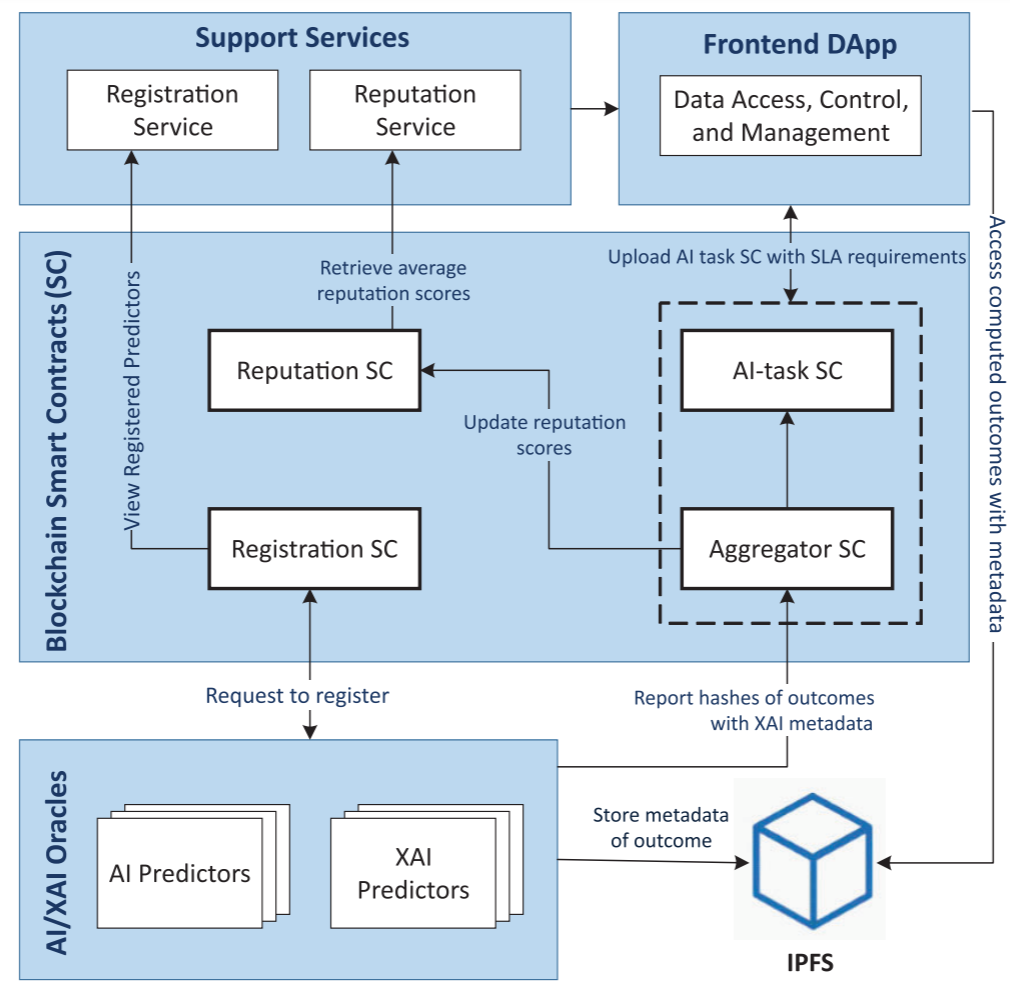 Support Services
Registration
Service
Reputation
Service
Frontend DApp
Data Access, Control,
and Management
Access computed outcomes with metadata
Blockchain Smart Contracts (SC)
View Registered Predictors
Retrieve average
reputation scores
Upload AI task SC with SLA requirements
Reputation SC
AI-task SC
Update reputation
scores
Registration SC
Aggregator SC
Request to register
Report hashes of outcomes
with XAI metadata
AI/XAI Oracles
AI Predictors
XAI
Predictors
Store metadata
of outcome
IPFS